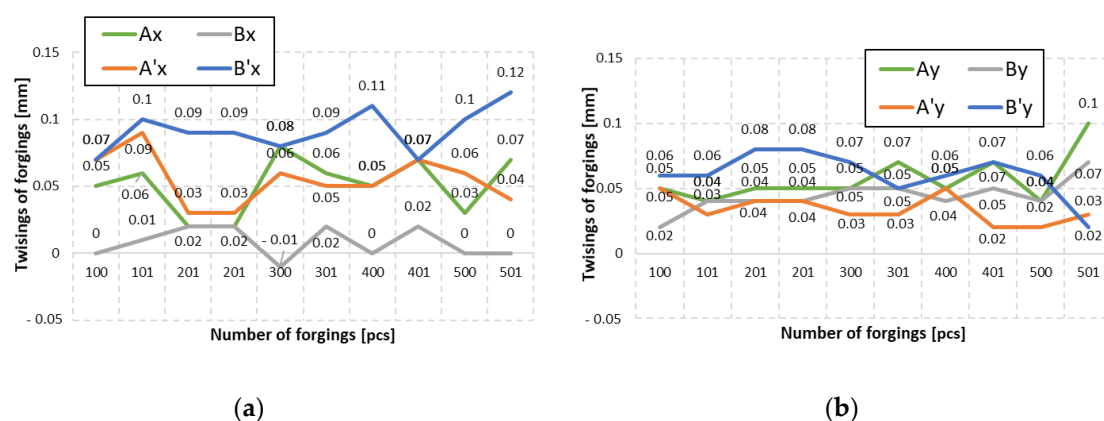 Ax Bx
A'x B'x
0.15
0.1
0.05
0
- 0.05
Twisings of forgings [mm]
0.07 0.1 0.09 0.09 0.08 0.09 0.11 0.07 0.1 0.12
0.05 0.09 0.03 0.03 0.06 0.06 0.05 0.06 0.07
0.06 0.05 0.03 0.04
0 0.01 0.02 0.02 - 0.01 0.02 0 0.02 0 0
100 101 201 201 300 301 400 401 500 501
Number of forgings [pcs]
(a)
Ay By
A'y B'y
0.15
0.1
0.05
0
- 0.05
Twisings of forgings [mm]
0.06 0.06 0.08 0.08 0.07 0.07 0.06 0.07 0.06 0.1
0.05 0.04 0.05 0.05 0.05 0.05 0.05 0.07 0.04 0.07
0.05 0.03 0.04 0.04 0.05 0.05 0.04 0.05 0.02 0.03
0.02 0.04 0.04 0.03 0.03 0.02 0.02
100 101 201 201 300 301 400 401 500 501
Number of forgings [pcs]
(b)